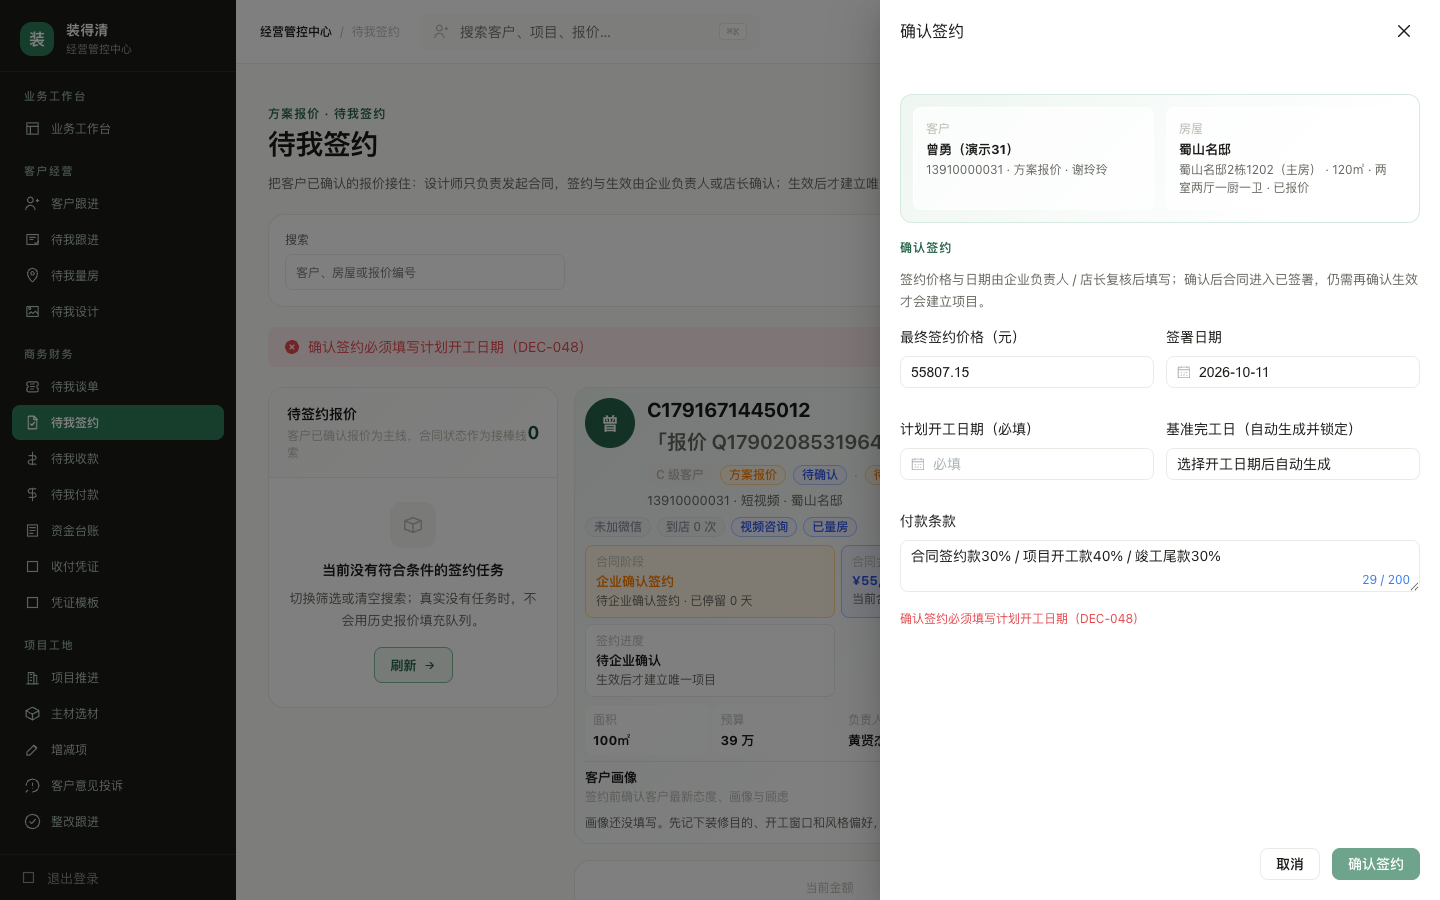 装
装得清
经营管控中心
业务工作台
业务工作台
客户经营
客户跟进
待我跟进
待我量房
待我设计
商务财务
待我谈单
待我签约
待我收款
待我付款
资金台账
收付凭证
凭证模板
项目工地
项目推进
主材选材
增减项
客户意见投诉
整改跟进
退出登录
经营管控中心 / 待我签约
搜索客户、项目、报价...
⌘K
方案报价 · 待我签约
待我签约
把客户已确认的报价接住：设计师只负责发起合同，签约与生效由企业负责人或店长确认；生效后才建立唯
搜索
客户、房屋或报价编号
确认签约必须填写计划开工日期（DEC-048）
待签约报价
客户已确认报价为主线，合同状态作为接棒线索
0
当前没有符合条件的签约任务
切换筛选或清空搜索；真实没有任务时，不
会用历史报价填充队列。
刷新 →
曾
C1791671445012
「报价 Q1790208531964
C 级客户 方案报价 待确认 ·
13910000031 · 短视频 · 蜀山名邸
未加微信 到店 0 次 视频咨询 已量房
合同阶段
企业确认签约
待企业确认签约 · 已停留 0 天
¥55,
签约进度
待企业确认
生效后才建立唯一项目
面积
100㎡
预算
39 万
客户画像
签约前确认客户最新态度、画像与顾虑
画像还没填写。先记下装修目的、开工窗口和风格偏好，
当前金额
确认签约
客户
曾勇（演示31）
13910000031 · 方案报价 · 谢玲玲
房屋
蜀山名邸
蜀山名邸2栋1202（主房） · 120㎡ · 两
室两厅一厨一卫 · 已报价
确认签约
签约价格与日期由企业负责人 / 店长复核后填写；确认后合同进入已签署，仍需再确认生效
才会建立项目。
最终签约价格（元）
55807.15
签署日期
2026-10-11
计划开工日期（必填）
必填
基准完工日（自动生成并锁定）
选择开工日期后自动生成
付款条款
合同签约款30% / 项目开工款40% / 竣工尾款30%
29 / 200
确认签约必须填写计划开工日期（DEC-048）
取消
确认签约